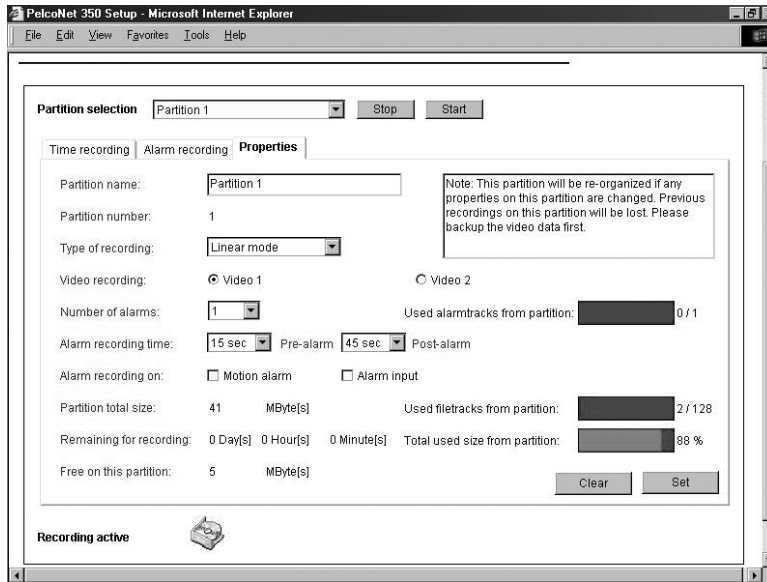 PelcoNet 350 Setup - Microsoft Internet Explorer
File Edit View Favorites Tools Help
Partition selection Partition 1 Stop Start
Time recording Alarm recording Properties
Partition name: Partition 1
Note: This partition will be re-organized if any
properties on this partition are changed. Previous
recordings on this partition will be lost. Please
backup the video data first.
Partition number: 1
Type of recording: Linear mode
Video recording: Video 1 Video 2
Number of alarms: 1 Used alarmtracks from partition: 0 / 1
Alarm recording time: 15 sec Pre-alarm 45 sec Post-alarm
Alarm recording on: Motion alarm Alarm input
Partition total size: 41 MByte[s] Used filetracks from partition: 2 / 128
Remaining for recording: 0 Day[s] 0 Hour[s] 0 Minute[s] Total used size from partition: 88 %
Free on this partition: 5 MByte[s]
Clear Set
Recording active